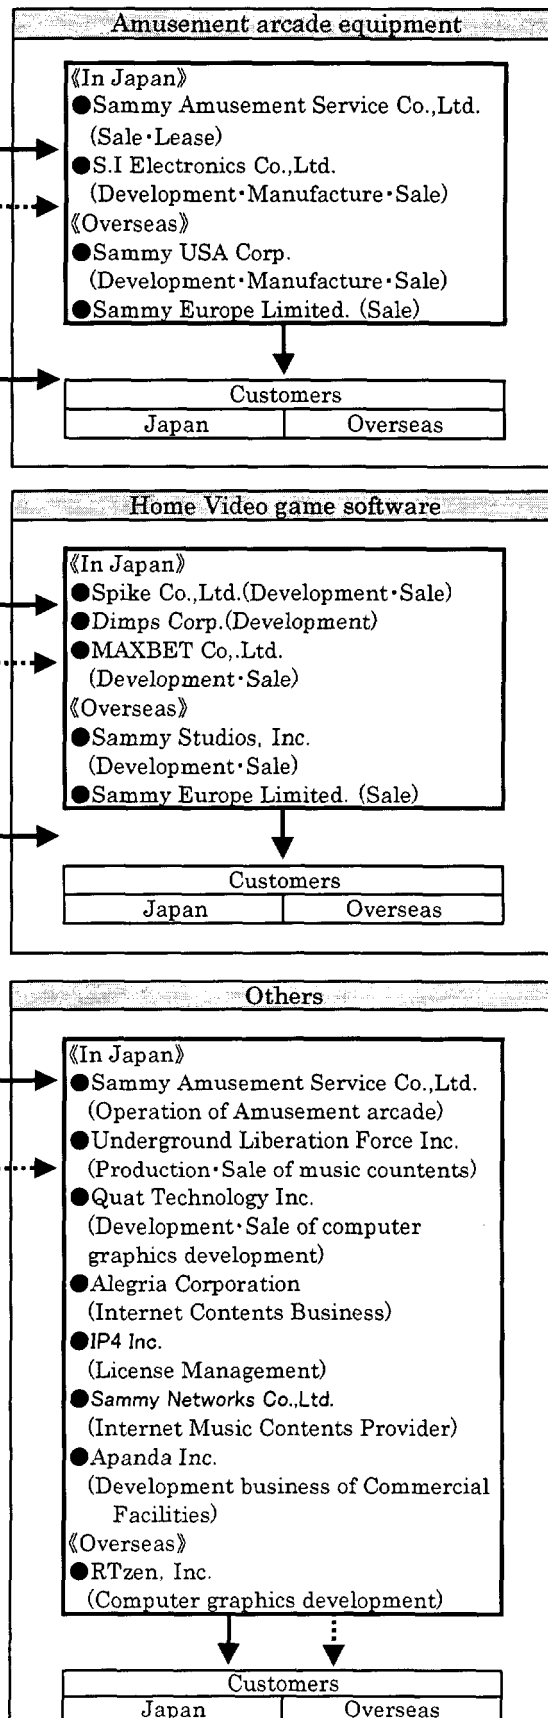 Amusement arcade equipment
《In Japan》
●Sammy Amusement Service Co.,Ltd.
(Sale・Lease)
●S.I Electronics Co.,Ltd.
(Development・Manufacture・Sale)
《Overseas》
●Sammy USA Corp.
(Development・Manufacture・Sale)
●Sammy Europe Limited. (Sale)
Customers
Japan Overseas
Home Video game software
《In Japan》
●Spike Co.,Ltd.(Development・Sale)
●Dimps Corp.(Development)
●MAXBET Co,.Ltd.
(Development・Sale)
《Overseas》
●Sammy Studios, Inc.
(Development・Sale)
●Sammy Europe Limited. (Sale)
Customers
Japan Overseas
Others
《In Japan》
●Sammy Amusement Service Co.,Ltd.
(Operation of Amusement arcade)
●Underground Liberation Force Inc.
(Production・Sale of music countents)
●Quat Technology Inc.
(Development・Sale of computer
graphics development)
●Alegria Corporation
(Internet Contents Business)
●IP4 Inc.
(License Management)
●Sammy Networks Co.,Ltd.
(Internet Music Contents Provider)
●Apanda Inc.
(Development business of Commercial
Facilities)
《Overseas》
●RTzen, Inc.
(Computer graphics development)
Customers
Japan Overseas